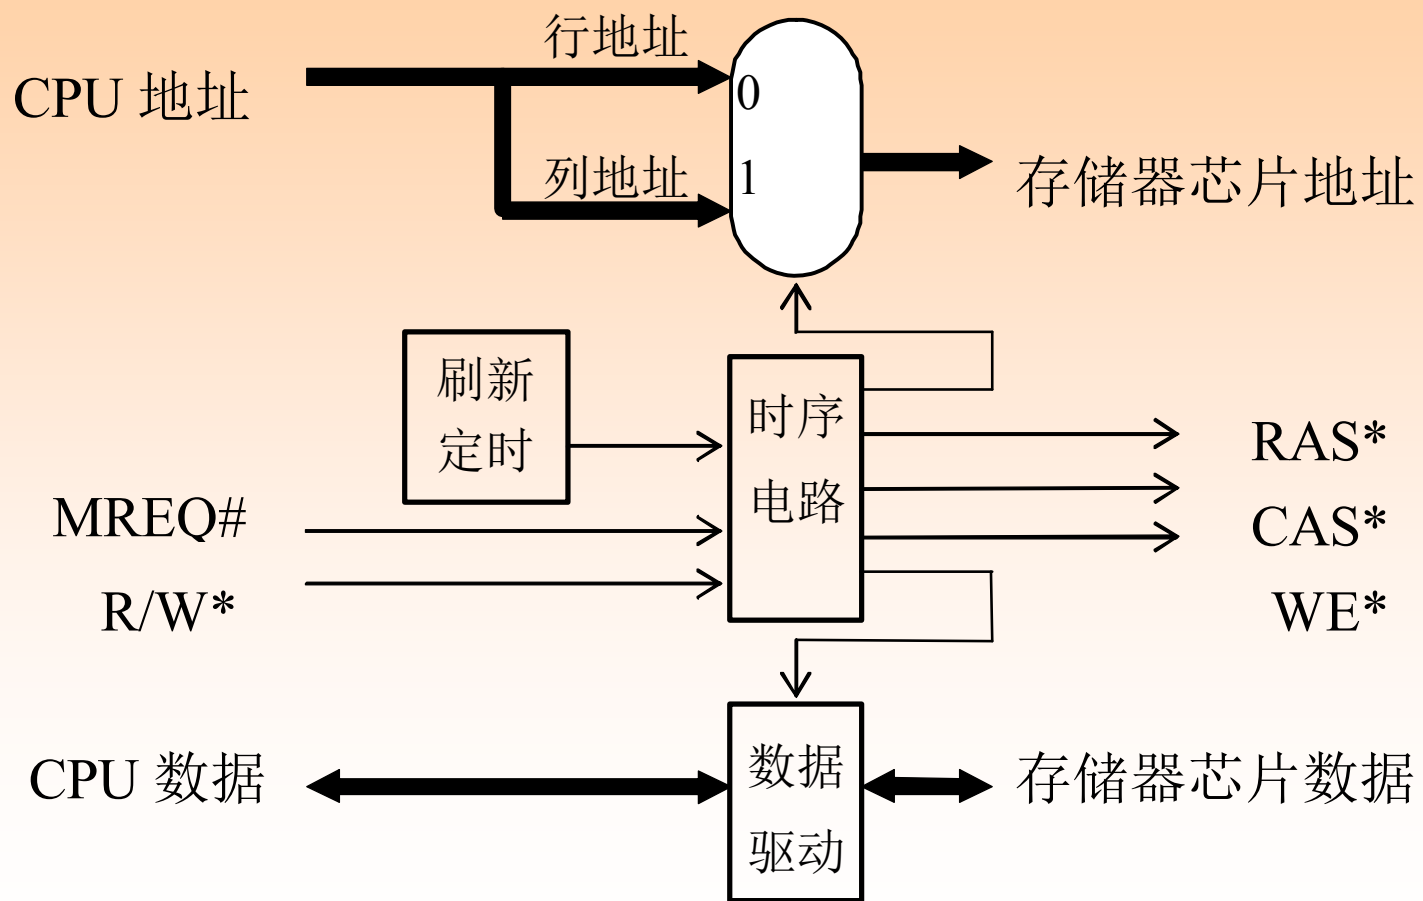 行地址
CPU 地址
0
列地址
1
存储器芯片地址
刷新
定时
时序
电路
RAS*
MREQ#
CAS*
R/W*
WE*
CPU 数据
数据
驱动
存储器芯片数据